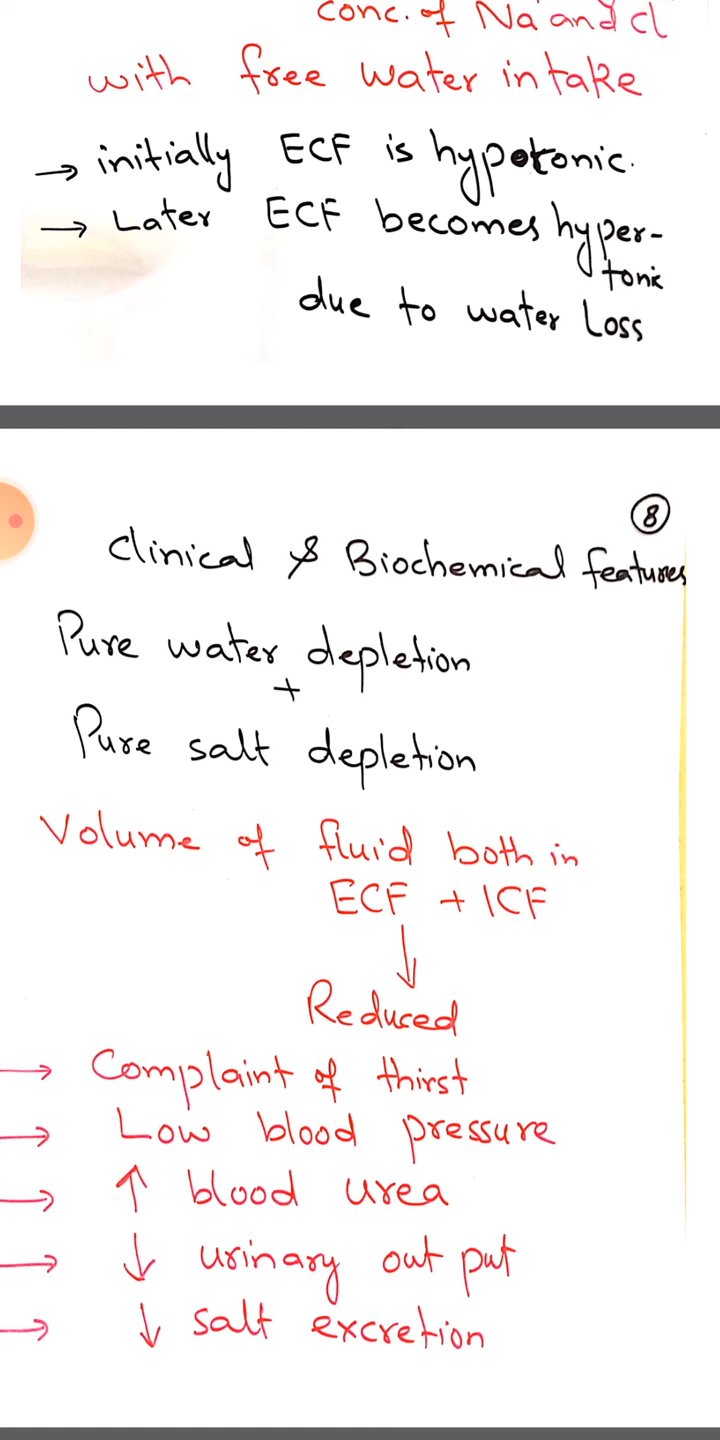 conc. of Na and cl
with free water intake
→ initially ECF is hypotonic.
→ Later ECF becomes hyper-
tonic
due to water Loss
8
Clinical & Biochemical features
Pure water depletion
+
Pure salt depletion
Volume of fluid both in
ECF + ICF
↓
Reduced
→ Complaint of thirst
→ Low blood pressure
→ ↑ blood urea
→ ↓ urinary out put
→ ↓ salt excretion